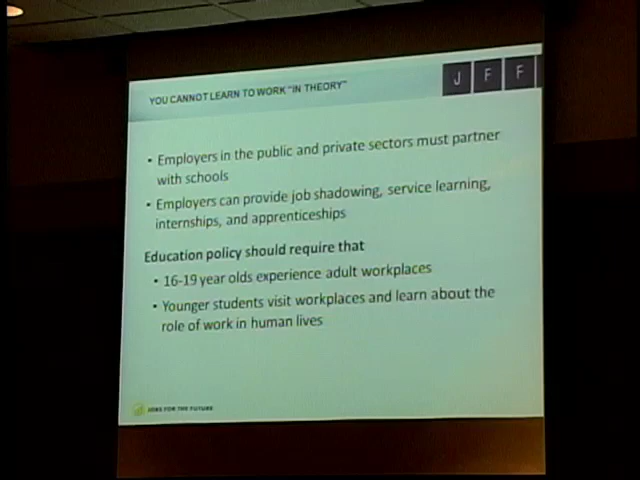 YOU CANNOT LEARN TO WORK "IN THEORY"
J F F
• Employers in the public and private sectors must partner
with schools
• Employers can provide job shadowing, service learning,
internships, and apprenticeships
Education policy should require that
• 16-19 year olds experience adult workplaces
• Younger students visit workplaces and learn about the
role of work in human lives
JOBS FOR THE FUTURE